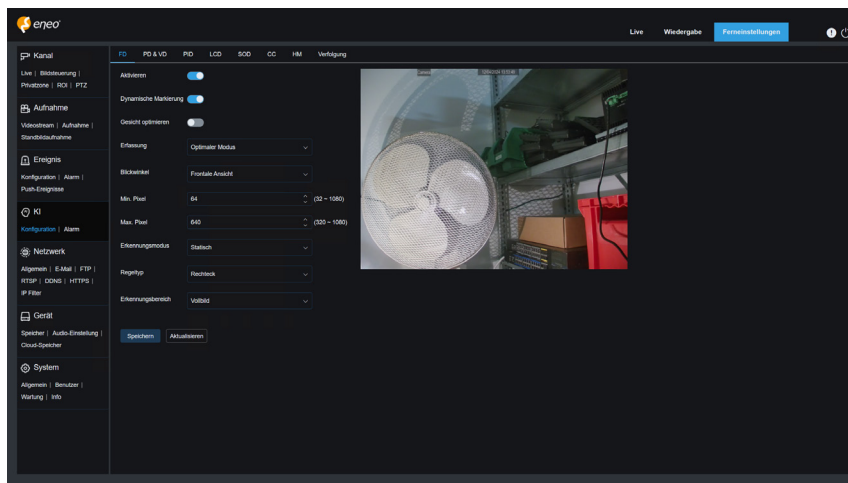 eneo
Live Wiedergabe Ferneinstellungen
Kanal
Live | Bildsteuerung |
Privatzone | ROI | PTZ
Aufnahme
Videostream | Aufnahme |
Standbildaufnahme
Ereignis
Konfiguration | Alarm |
Push-Ereignisse
KI
Konfiguration | Alarm
Netzwerk
Allgemein | E-Mail | FTP |
RTSP | DDNS | HTTPS |
IP Filter
Gerät
Speicher | Audio-Einstellung |
Cloud-Speicher
System
Allgemein | Benutzer |
Wartung | Info
FD PD & VD PID LCD SOD CC HM Verfolgung
Aktivieren
Dynamische Markierung
Gesicht optimieren
Erfassung Optimaler Modus
Blickwinkel Frontale Ansicht
Min. Pixel 64 (32 ~ 1080)
Max. Pixel 640 (320 ~ 1080)
Erkennungsmodus Statisch
Regeltyp Rechteck
Erkennungsbereich Vollbild
Speichern Aktualisieren